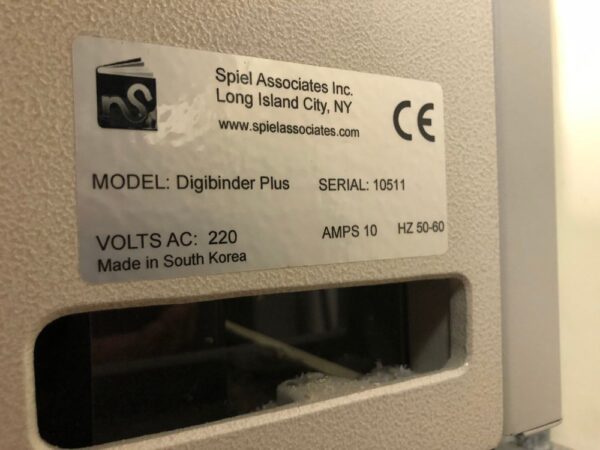 Spiel Associates Inc.
Long Island City, NY
www.spielassociates.com
CE
MODEL: Digibinder Plus SERIAL: 10511
VOLTS AC: 220 AMPS 10 HZ 50-60
Made in South Korea